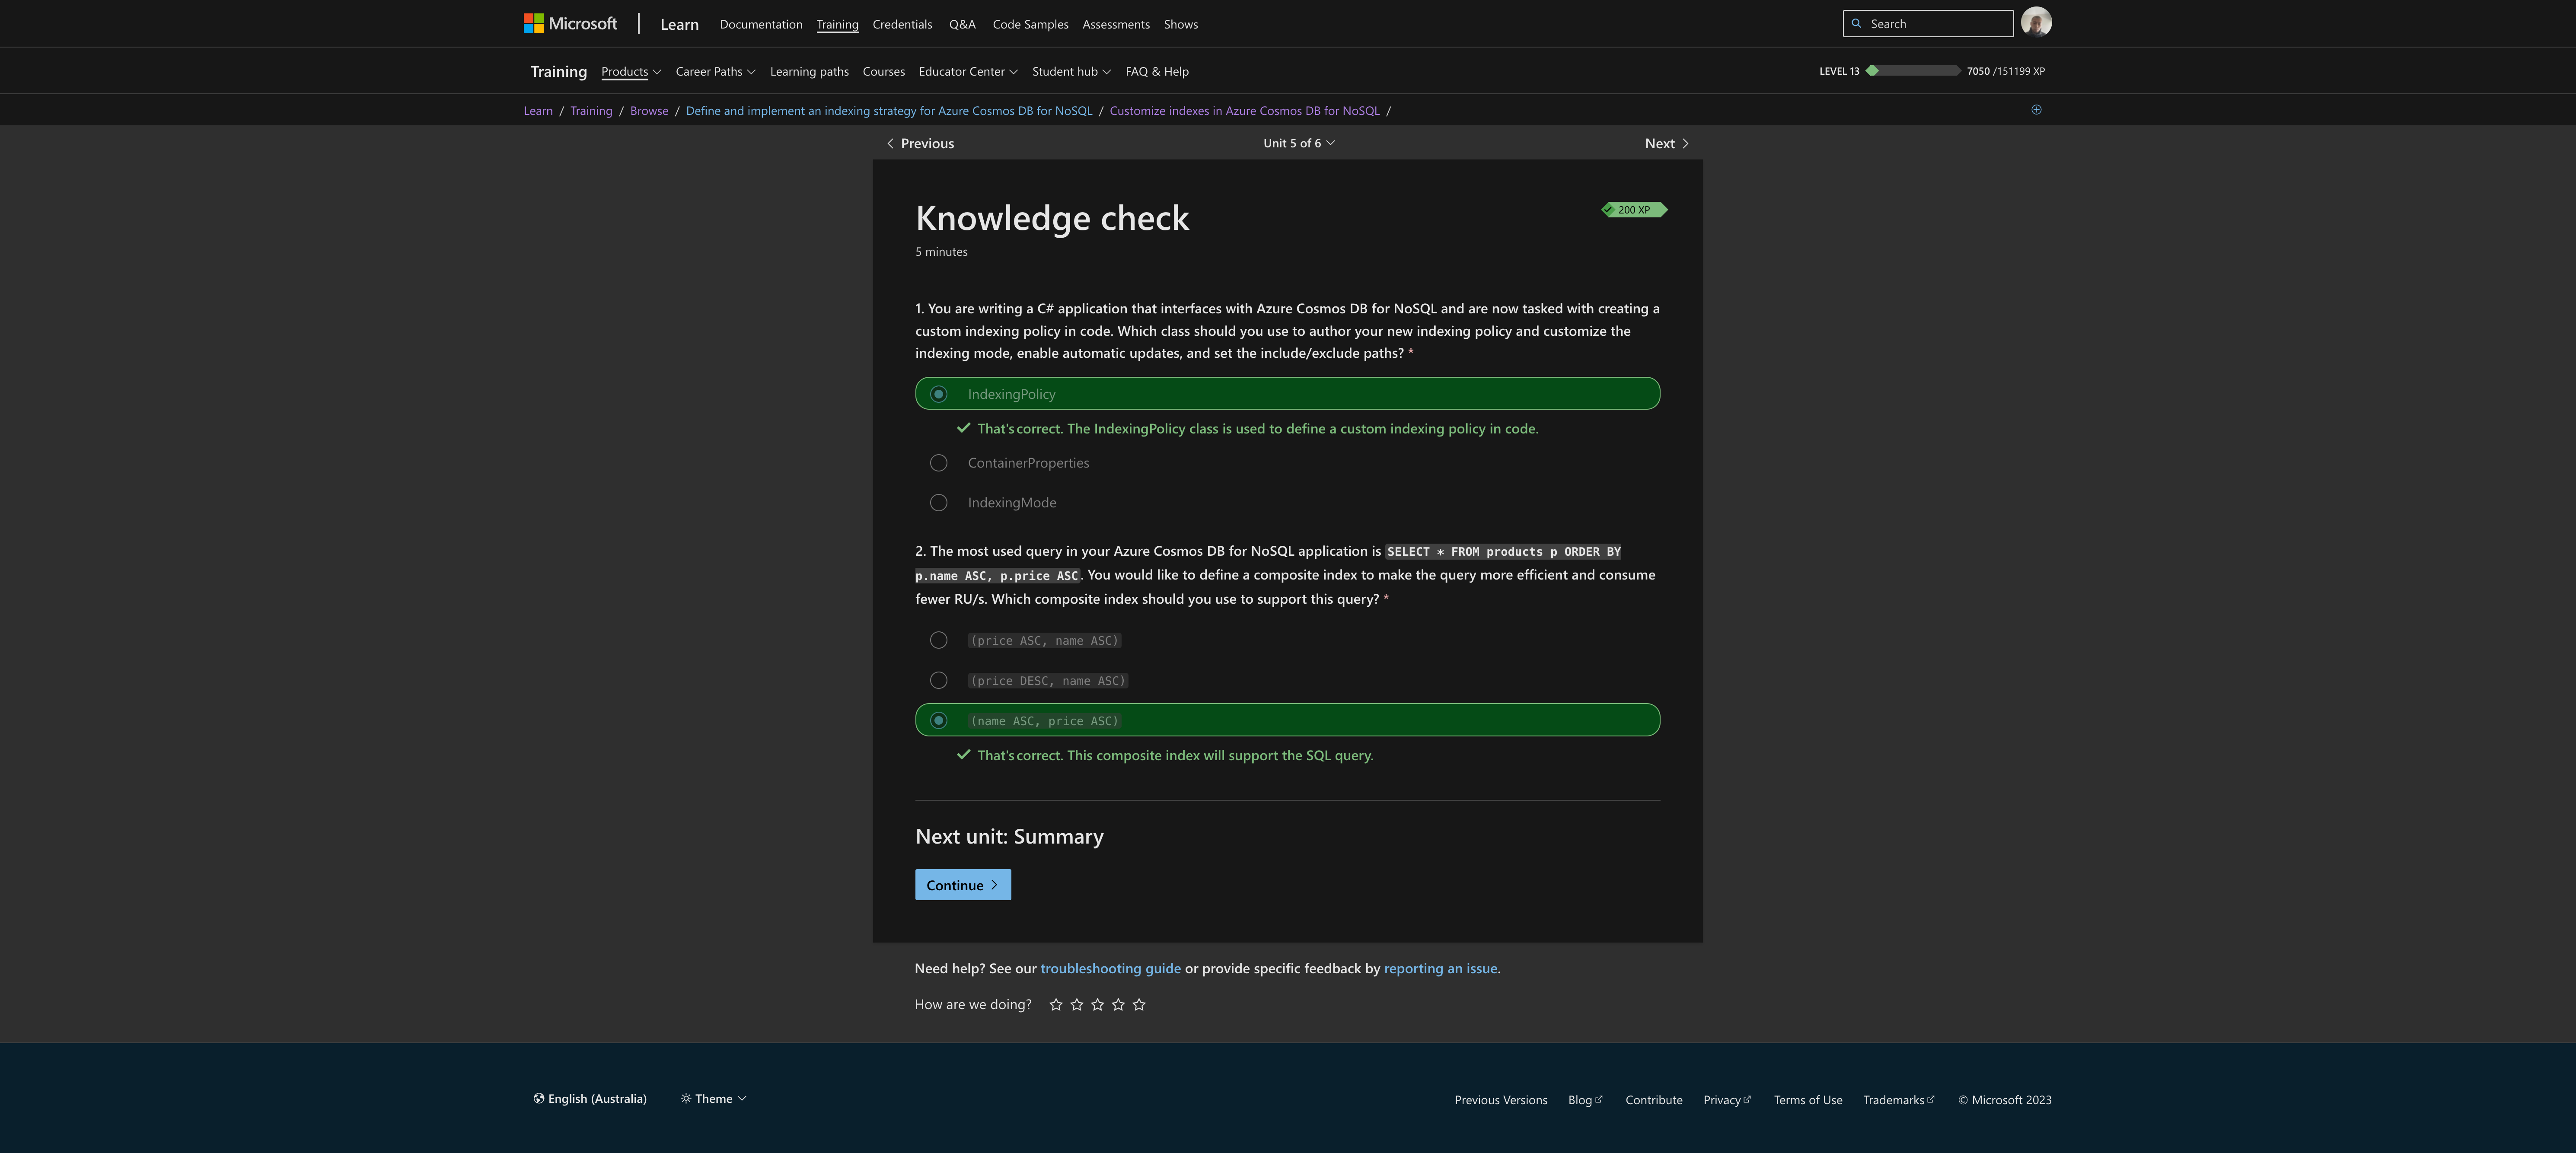 Microsoft Learn Documentation Training Credentials Q&A Code Samples Assessments Shows Search
Training Products Career Paths Learning paths Courses Educator Center Student hub FAQ & Help LEVEL 13 7050 /151199 XP
Learn / Training / Browse / Define and implement an indexing strategy for Azure Cosmos DB for NoSQL / Customize indexes in Azure Cosmos DB for NoSQL /
Previous Unit 5 of 6 Next
Knowledge check
200 XP
5 minutes
1. You are writing a C# application that interfaces with Azure Cosmos DB for NoSQL and are now tasked with creating a
custom indexing policy in code. Which class should you use to author your new indexing policy and customize the
indexing mode, enable automatic updates, and set the include/exclude paths? *
IndexingPolicy
That's correct. The IndexingPolicy class is used to define a custom indexing policy in code.
ContainerProperties
IndexingMode
2. The most used query in your Azure Cosmos DB for NoSQL application is SELECT * FROM products p ORDER BY
p.name ASC, p.price ASC. You would like to define a composite index to make the query more efficient and consume
fewer RU/s. Which composite index should you use to support this query? *
(price ASC, name ASC)
(price DESC, name ASC)
(name ASC, price ASC)
That's correct. This composite index will support the SQL query.
Next unit: Summary
Continue
Need help? See our troubleshooting guide or provide specific feedback by reporting an issue.
How are we doing?
English (Australia) Theme Previous Versions Blog Contribute Privacy Terms of Use Trademarks © Microsoft 2023